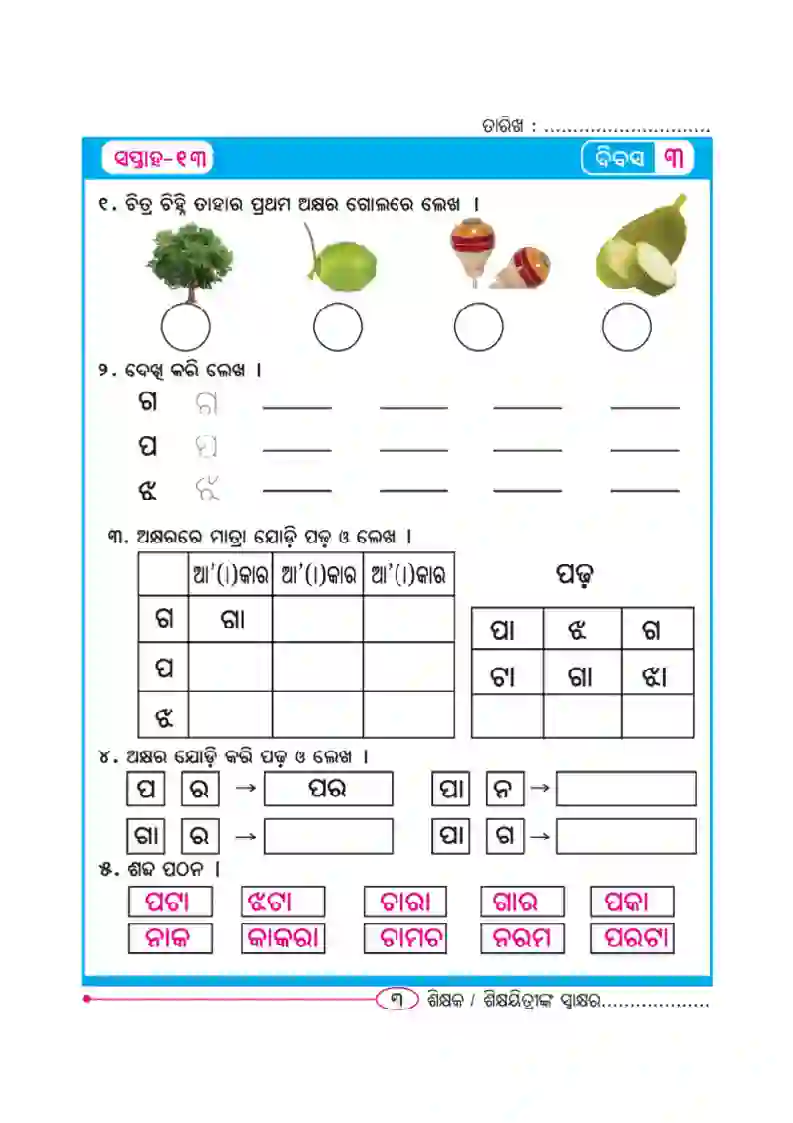 ତାରିଖ : .............................
ସପ୍ତାହ-୧୩ ଦିବସ ୩
୧. ଚିତ୍ର ଚିହ୍ନି ତାହାର ପ୍ରଥମ ଅକ୍ଷର ଗୋଲରେ ଲେଖ ।
୨. ଦେଖି କରି ଲେଖ ।
ଗ ଗ
ପ ପ
ଝ ଝ
୩. ଅକ୍ଷରରେ ମାତ୍ରା ଯୋଡ଼ି ପଢ଼ ଓ ଲେଖ ।
ଆ'(ା)କାର ଆ'(ା)କାର ଆ'(ା)କାର
ଗ ଗା
ପ
ଝ
ପଢ଼
ପା ଝ ଗ
ଟା ଗା ଝା
୪. ଅକ୍ଷର ଯୋଡ଼ି କରି ପଢ଼ ଓ ଲେଖ ।
ପ ର → ପର ପା ନ →
ଗା ର → ପା ଗ →
୫. ଶବ୍ଦ ପଠନ ।
ପଟା ଝଟା ଚାରା ଗାର ପକା
ନାକ କାକରା ଚାମଚ ନରମ ପରଟା
୩ ଶିକ୍ଷକ / ଶିକ୍ଷୟିତ୍ରୀଙ୍କ ସ୍ୱାକ୍ଷର...................